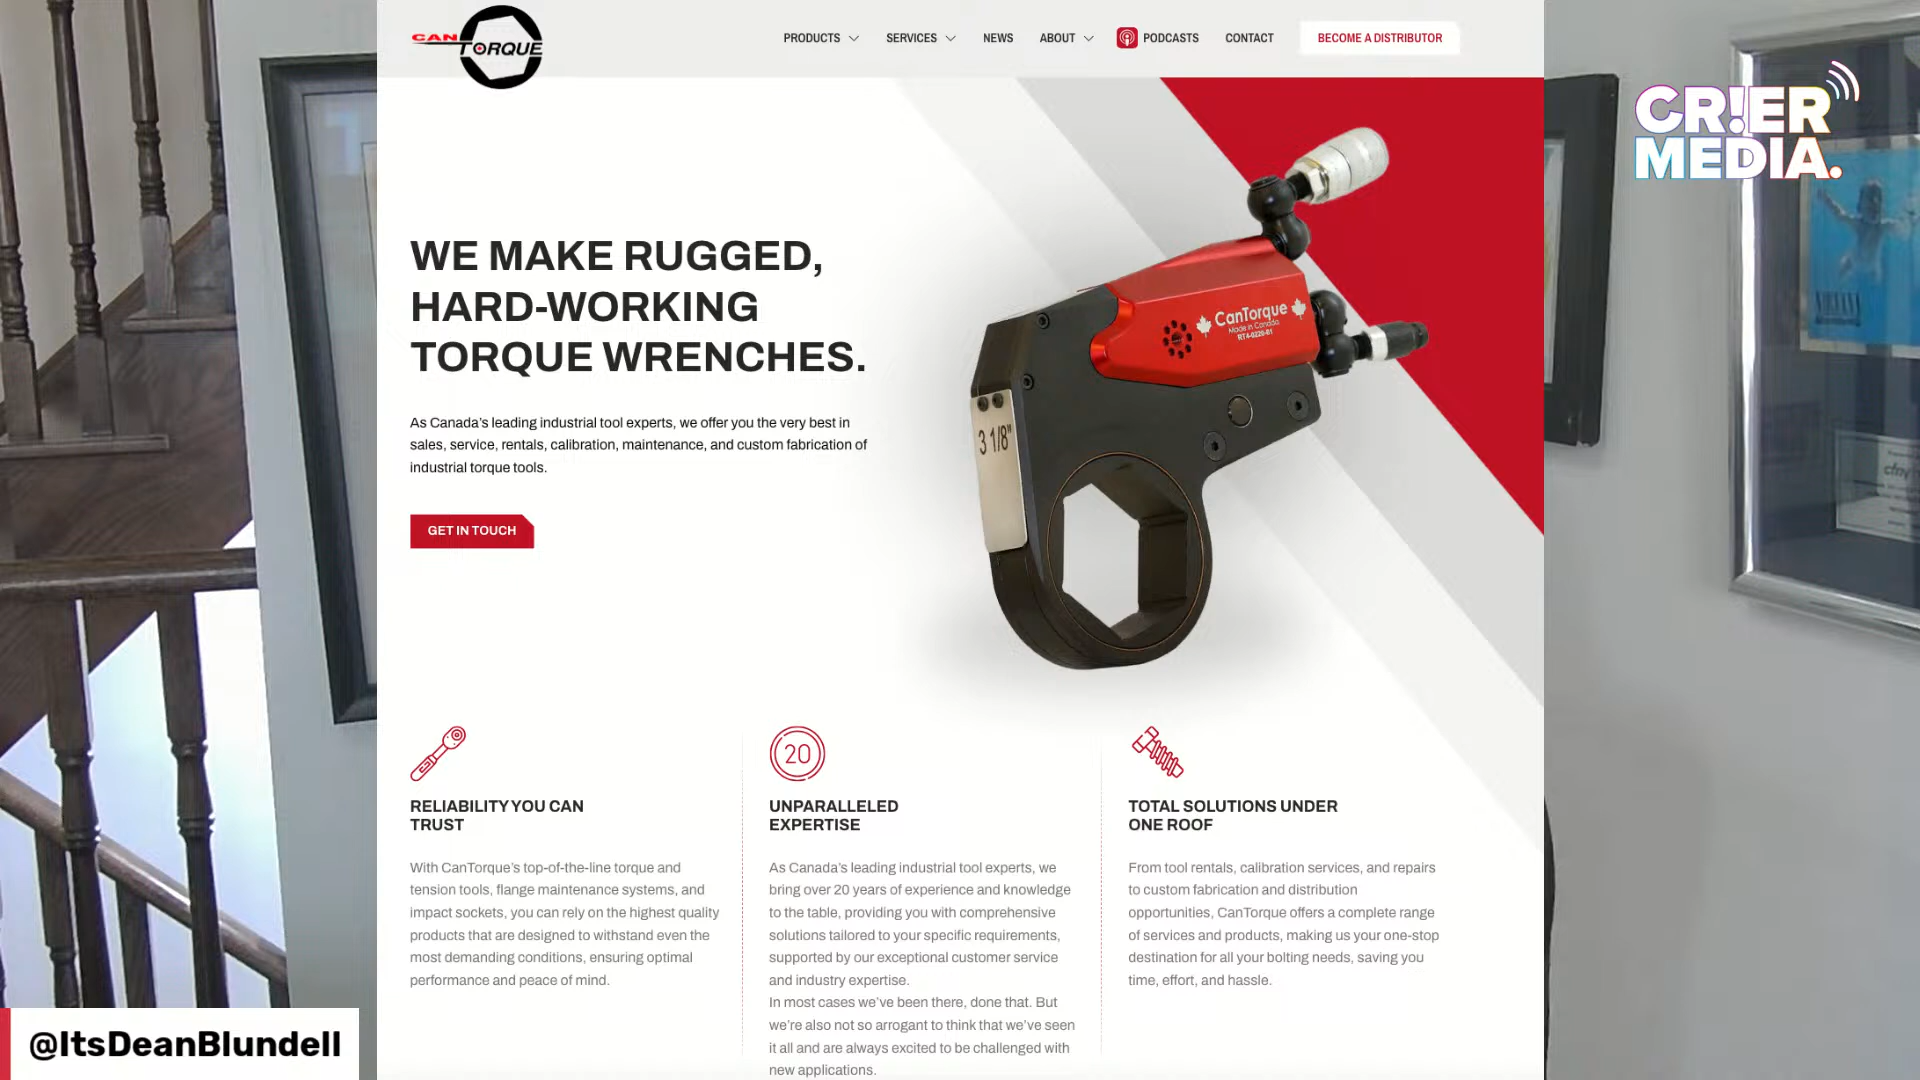 CAN
TORQUE
PRODUCTS
SERVICES
NEWS
ABOUT
PODCASTS
CONTACT
BECOME A DISTRIBUTOR
CR!ER
MEDIA.
WE MAKE RUGGED,
HARD-WORKING
TORQUE WRENCHES.
As Canada's leading industrial tool experts, we offer you the very best in
sales, service, rentals, calibration, maintenance, and custom fabrication of
industrial torque tools.
GET IN TOUCH
CanTorque
Made in Canada
3 1/8"
NIRVANA
cfny
20
RELIABILITY YOU CAN
TRUST
With CanTorque's top-of-the-line torque and
tension tools, flange maintenance systems, and
impact sockets, you can rely on the highest quality
products that are designed to withstand even the
most demanding conditions, ensuring optimal
performance and peace of mind.
UNPARALLELED
EXPERTISE
As Canada's leading industrial tool experts, we
bring over 20 years of experience and knowledge
to the table, providing you with comprehensive
solutions tailored to your specific requirements,
supported by our exceptional customer service
and industry expertise.
In most cases we've been there, done that. But
we're also not so arrogant to think that we've seen
it all and are always excited to be challenged with
new applications.
TOTAL SOLUTIONS UNDER
ONE ROOF
From tool rentals, calibration services, and repairs
to custom fabrication and distribution
opportunities, CanTorque offers a complete range
of services and products, making us your one-stop
destination for all your bolting needs, saving you
time, effort, and hassle.
@ItsDeanBlundell